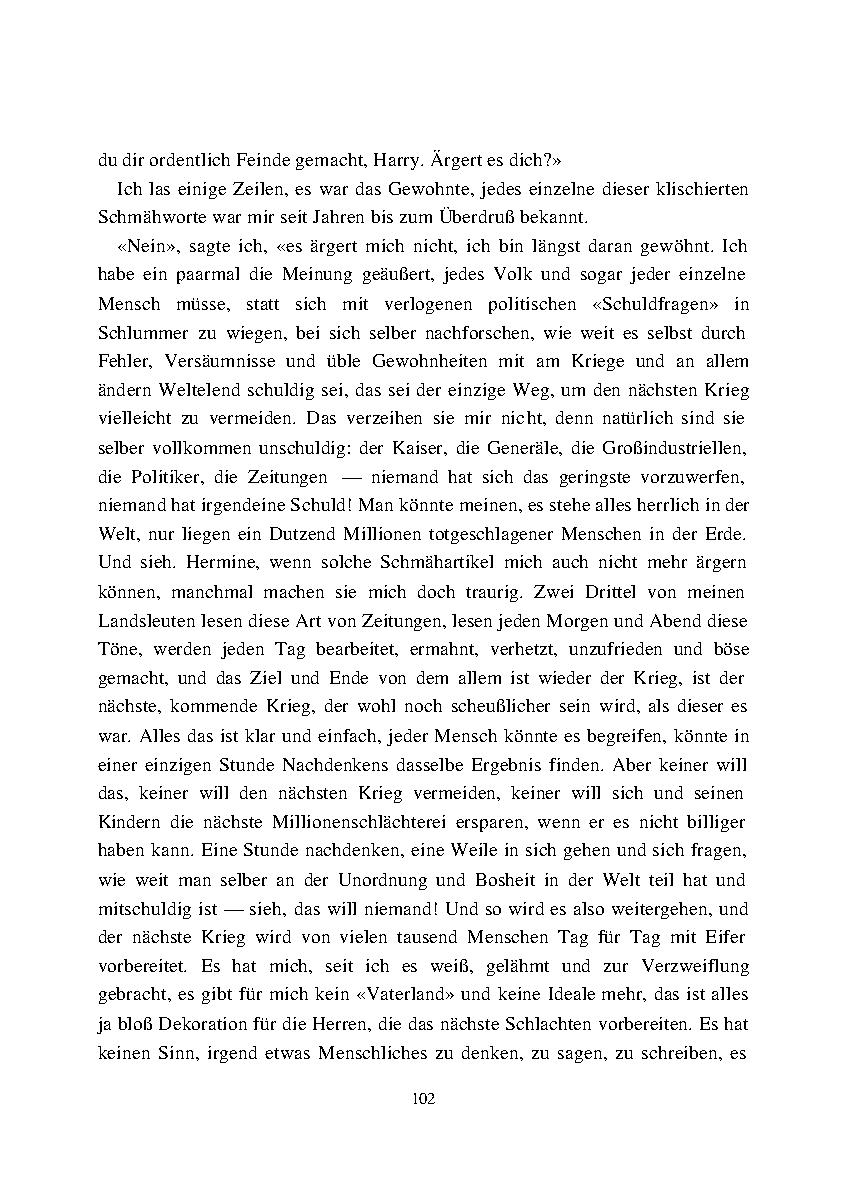 du dir ordentlich Feinde gemacht, Harry. Ärgert es dich?»
Ich las einige Zeilen, es war das Gewohnte, jedes einzelne dieser klischierten
Schmähworte war mir seit Jahren bis zum Überdruß bekannt.
«Nein», sagte ich, «es ärgert mich nicht, ich bin längst daran gewöhnt. Ich
habe ein paarmal die Meinung geäußert, jedes Volk und sogar jeder einzelne
Mensch müsse, statt sich mit verlogenen politischen «Schuldfragen» in
Schlummer zu wiegen, bei sich selber nachforschen, wie weit es selbst durch
Fehler, Versäumnisse und üble Gewohnheiten mit am Kriege und an allem
ändern Weltelend schuldig sei, das sei der einzige Weg, um den nächsten Krieg
vielleicht zu vermeiden. Das verzeihen sie mir nicht, denn natürlich sind sie
selber vollkommen unschuldig: der Kaiser, die Generäle, die Großindustriellen,
die Politiker, die Zeitungen — niemand hat sich das geringste vorzuwerfen,
niemand hat irgendeine Schuld! Man könnte meinen, es stehe alles herrlich in der
Welt, nur liegen ein Dutzend Millionen totgeschlagener Menschen in der Erde.
Und sieh. Hermine, wenn solche Schmähartikel mich auch nicht mehr ärgern
können, manchmal machen sie mich doch traurig. Zwei Drittel von meinen
Landsleuten lesen diese Art von Zeitungen, lesen jeden Morgen und Abend diese
Töne, werden jeden Tag bearbeitet, ermahnt, verhetzt, unzufrieden und böse
gemacht, und das Ziel und Ende von dem allem ist wieder der Krieg, ist der
nächste, kommende Krieg, der wohl noch scheußlicher sein wird, als dieser es
war. Alles das ist klar und einfach, jeder Mensch könnte es begreifen, könnte in
einer einzigen Stunde Nachdenkens dasselbe Ergebnis finden. Aber keiner will
das, keiner will den nächsten Krieg vermeiden, keiner will sich und seinen
Kindern die nächste Millionenschlächterei ersparen, wenn er es nicht billiger
haben kann. Eine Stunde nachdenken, eine Weile in sich gehen und sich fragen,
wie weit man selber an der Unordnung und Bosheit in der Welt teil hat und
mitschuldig ist — sieh, das will niemand! Und so wird es also weitergehen, und
der nächste Krieg wird von vielen tausend Menschen Tag für Tag mit Eifer
vorbereitet. Es hat mich, seit ich es weiß, gelähmt und zur Verzweiflung
gebracht, es gibt für mich kein «Vaterland» und keine Ideale mehr, das ist alles
ja bloß Dekoration für die Herren, die das nächste Schlachten vorbereiten. Es hat
keinen Sinn, irgend etwas Menschliches zu denken, zu sagen, zu schreiben, es
102